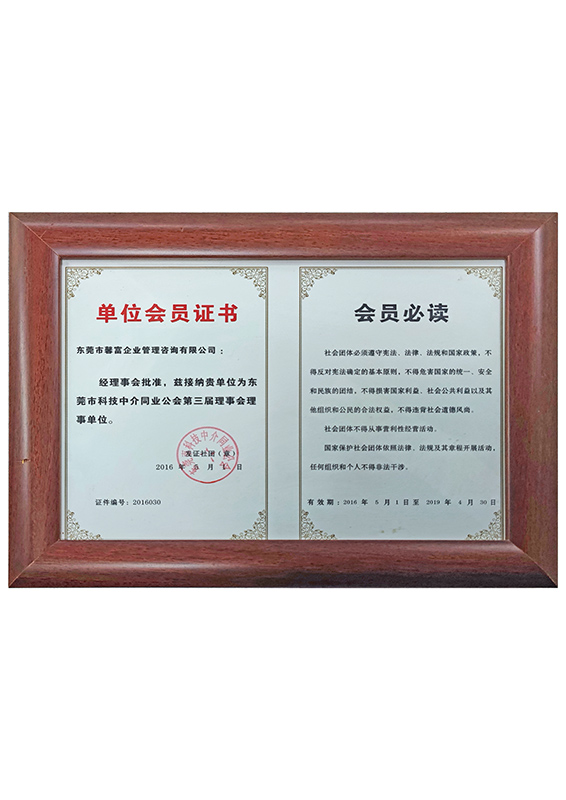 单位会员证书
东莞市馨富企业管理咨询有限公司：
经理事会批准，兹接纳贵单位为东
莞市科技中介同业公会第三届理事会理
事单位。
发证社团（章）
2016 年 5 月 1 日
证件编号：2016030
会员必读
社会团体必须遵守宪法、法律、法规和国家政策，不
得反对宪法确定的基本原则，不得危害国家的统一、安全
和民族的团结，不得损害国家利益、社会公共利益以及其
他组织和公民的合法权益，不得违背社会道德风尚。
社会团体不得从事营利性经营活动。
国家保护社会团体依照法律、法规及其章程开展活动，
任何组织和个人不得非法干涉。
有效期：2016 年 5 月 1 日至 2019 年 4 月 30 日